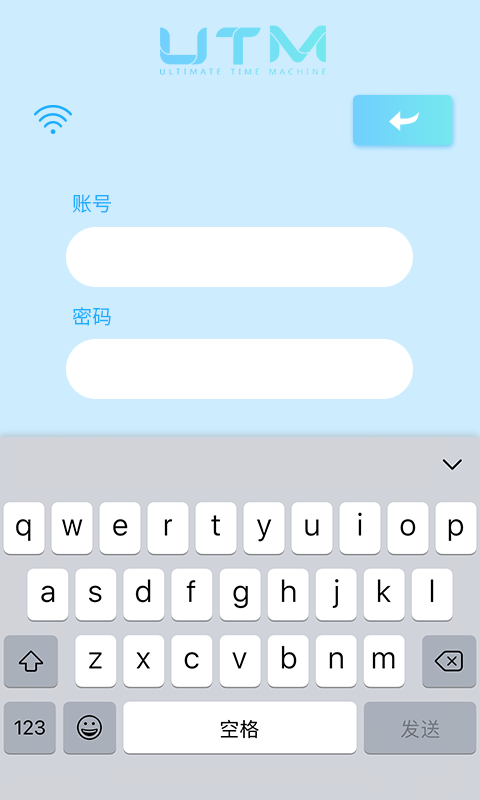 UTM
ULTIMATE TIME MACHINE
账号
密码
q w e r t y u i o p
a s d f g h j k l
z x c v b n m
123 空格 发送